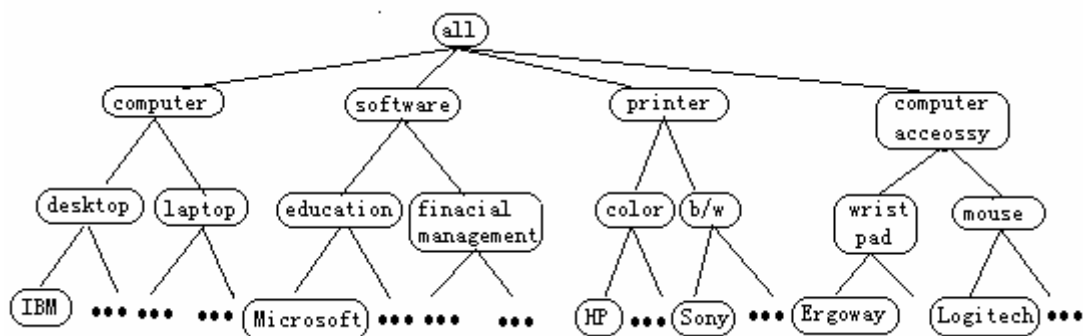 all
computer
software
printer
computer
acceossy
desktop
laptop
education
finacial
management
color
b/w
wrist
pad
mouse
IBM
Microsoft
HP
Sony
Ergoway
Logitech